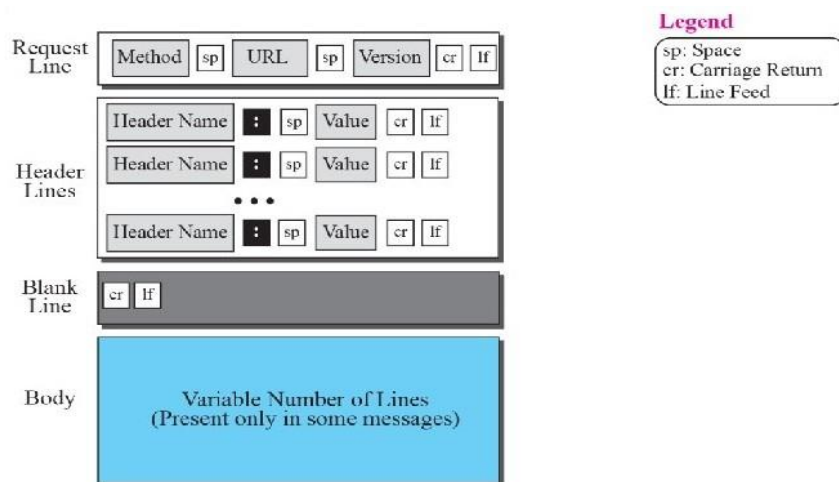 Legend
sp: Space
cr: Carriage Return
lf: Line Feed
Request Line
Method sp URL sp Version cr lf
Header Lines
Header Name : sp Value cr lf
Header Name : sp Value cr lf
• • •
Header Name : sp Value cr lf
Blank Line
cr lf
Body
Variable Number of Lines
(Present only in some messages)